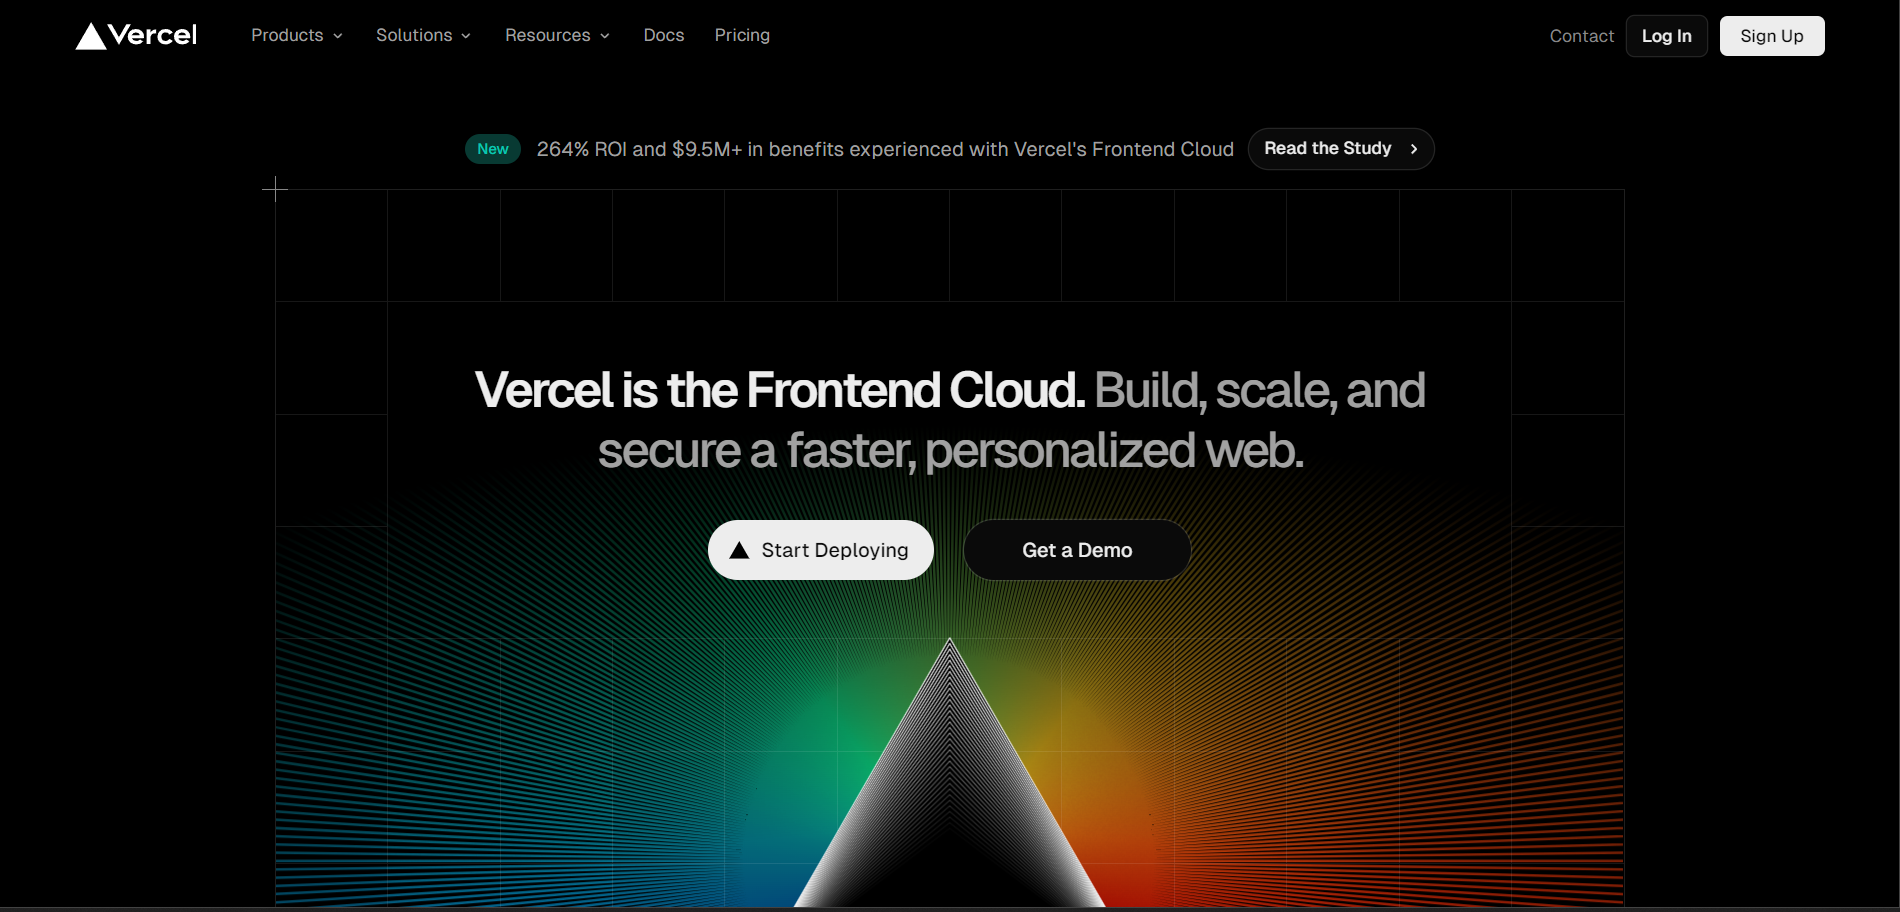 Vercel
Products
Solutions
Resources
Docs
Pricing
Contact
Log In
Sign Up
New
264% ROI and $9.5M+ in benefits experienced with Vercel's Frontend Cloud
Read the Study
Vercel is the Frontend Cloud. Build, scale, and
secure a faster, personalized web.
Start Deploying
Get a Demo